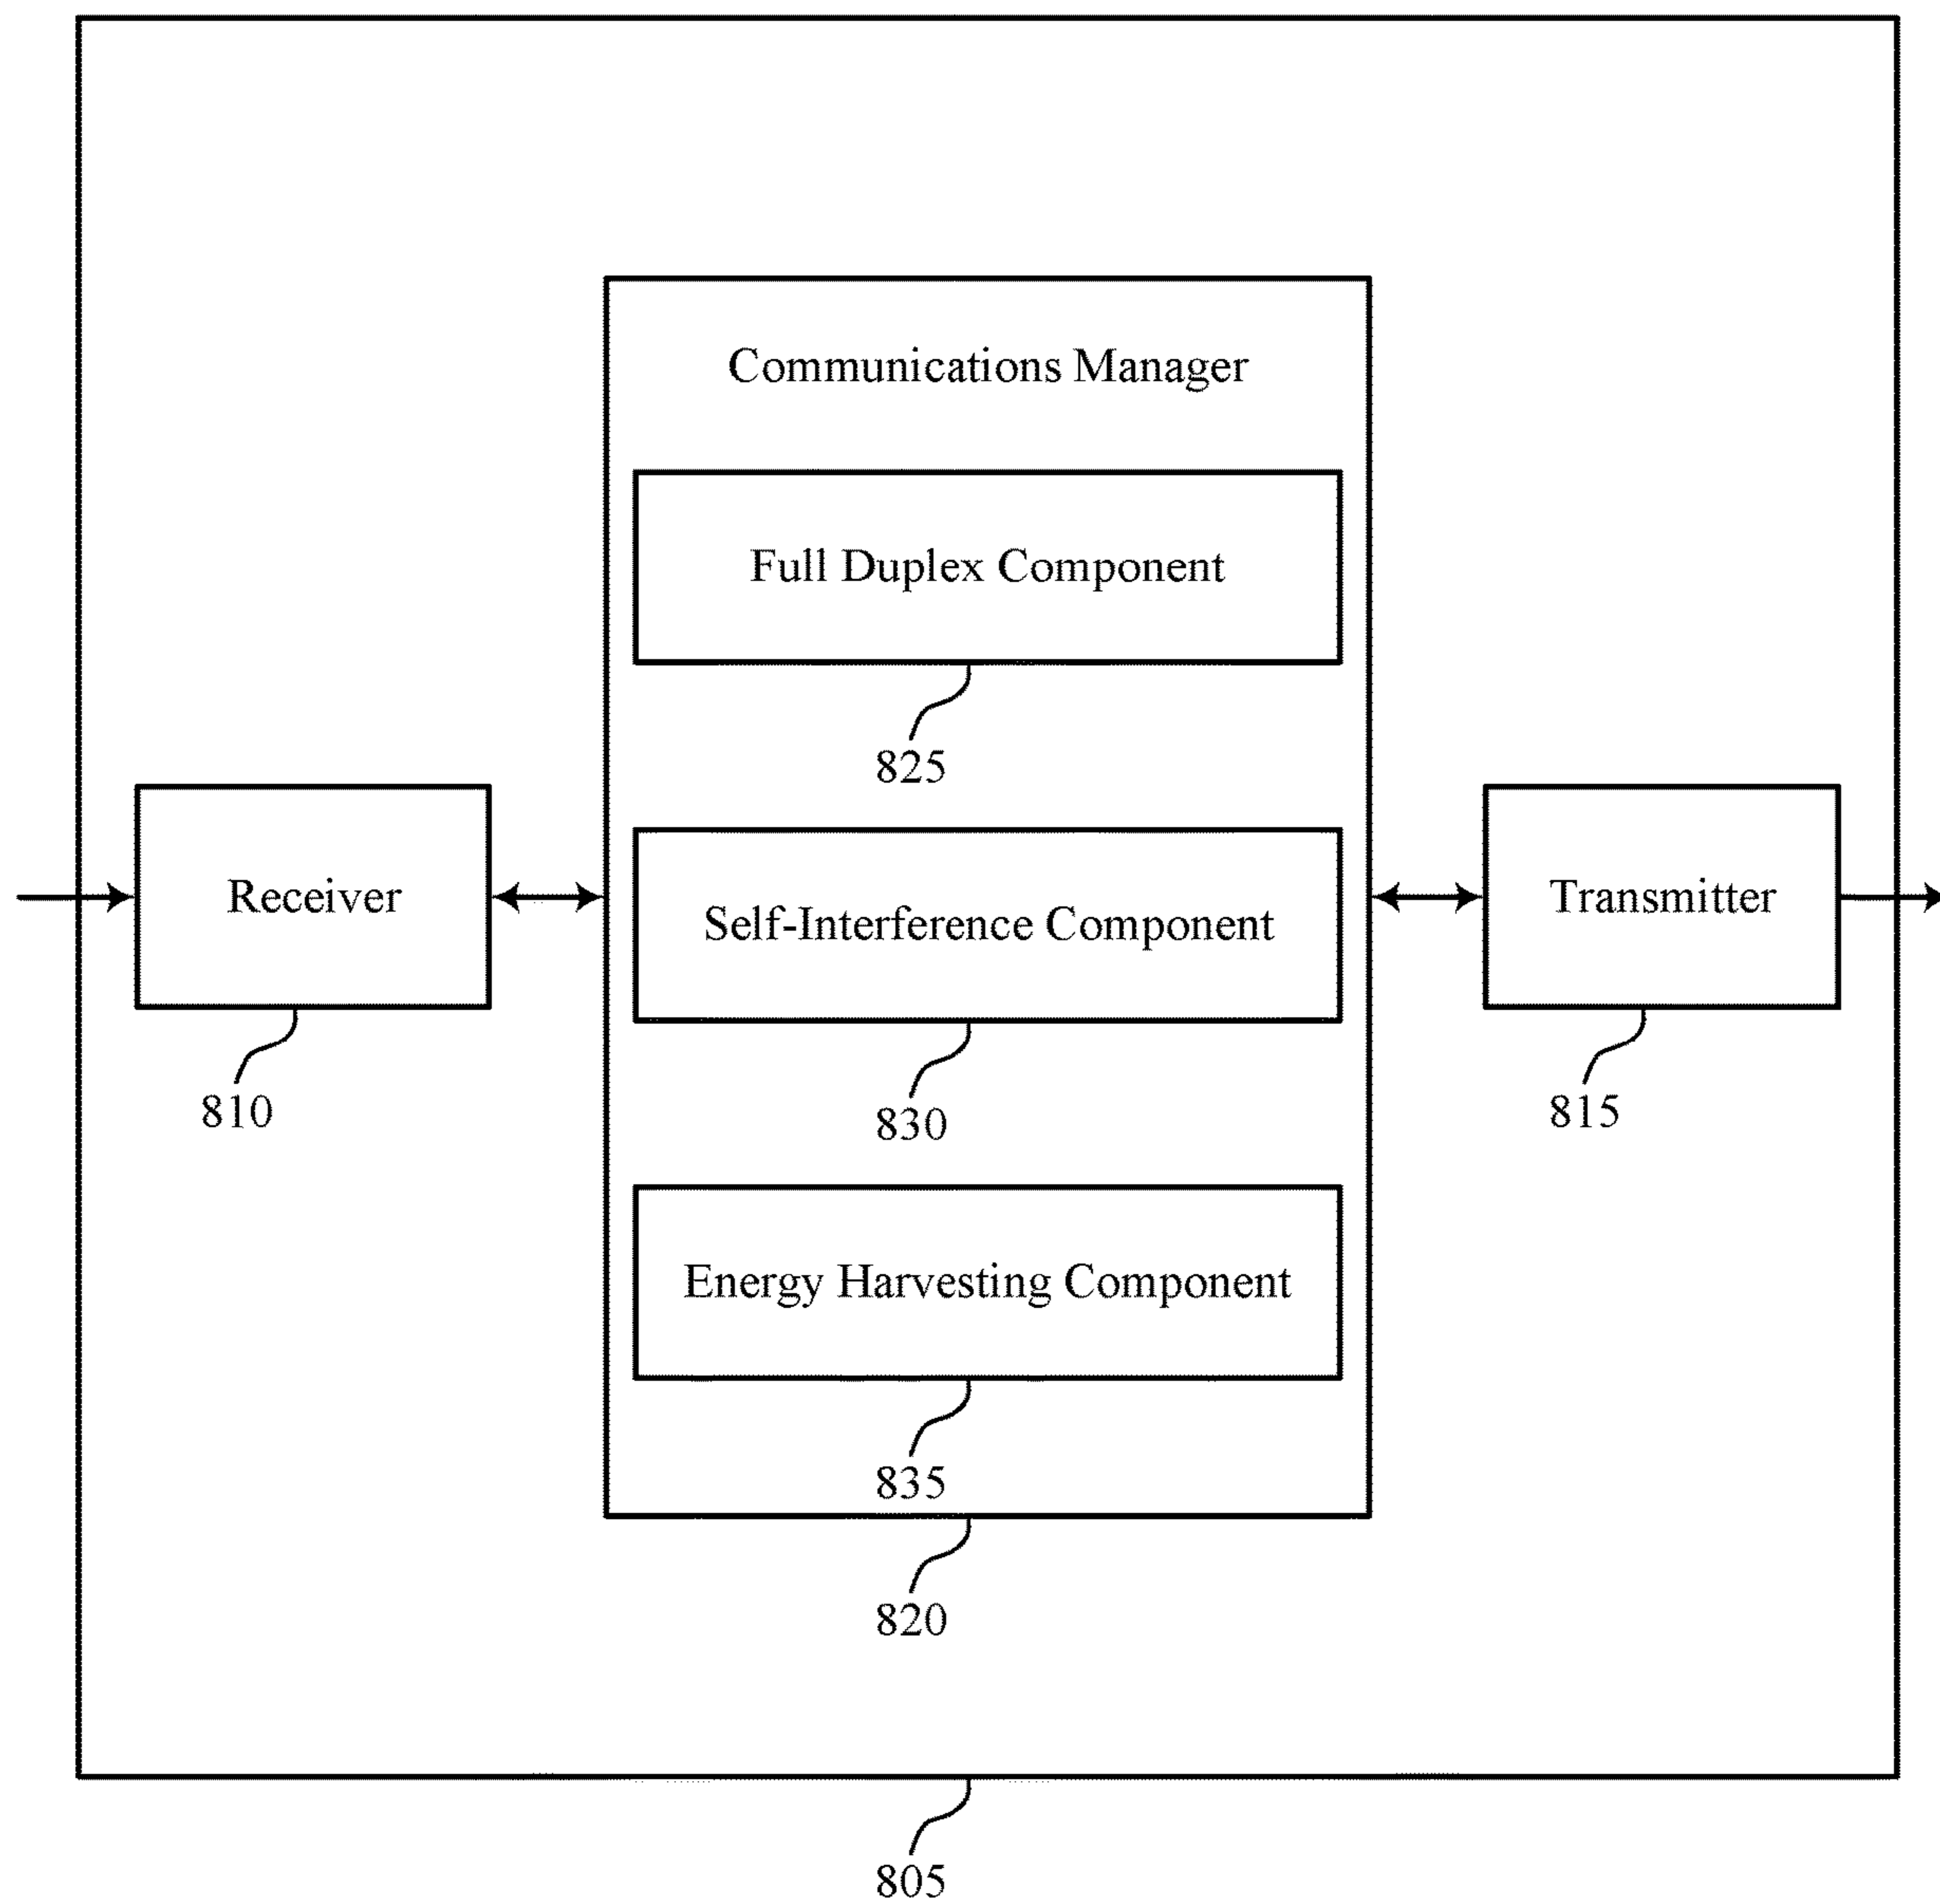 Communications Manager
Full Duplex Component
825
Receiver
Self-Interference Component
Transmitter
810
830
815
Energy Harvesting Component
835
820
805